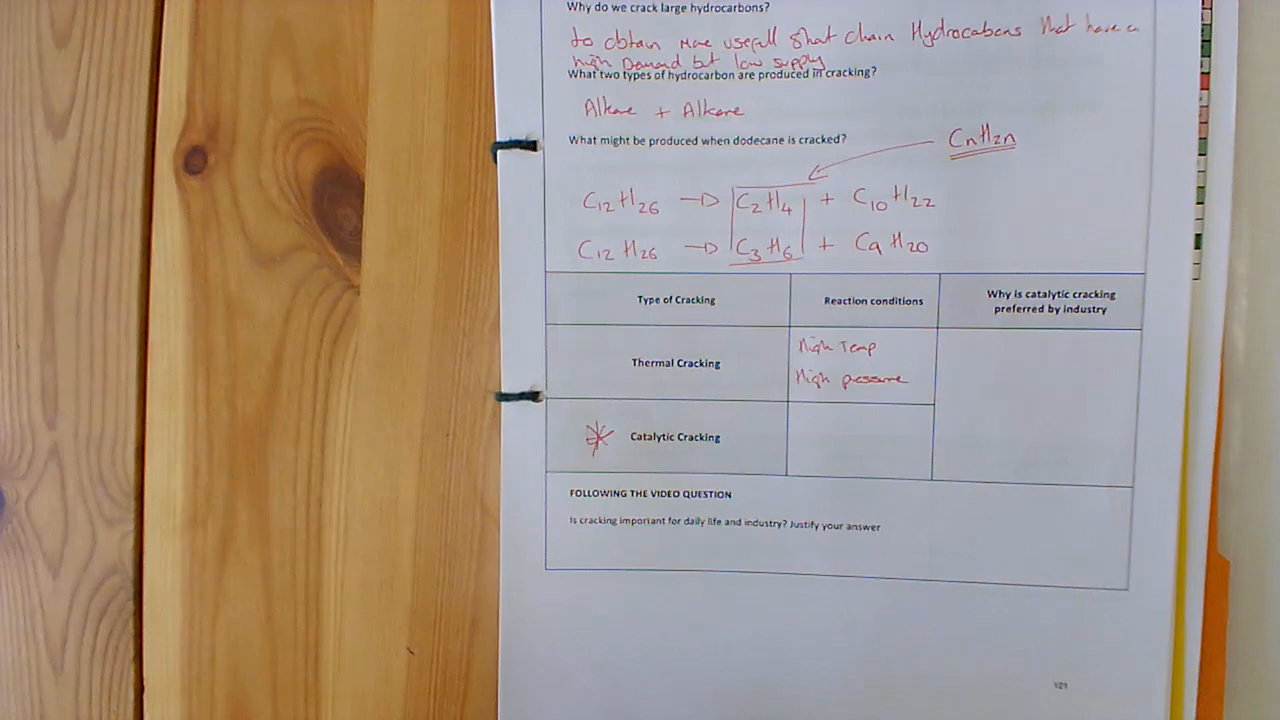 Why do we crack large hydrocarbons?
to obtain more usefull short chain Hydrocabons that have a
high Demand but low supply
What two types of hydrocarbon are produced in cracking?
Alkane + Alkene
What might be produced when dodecane is cracked?
CnH2n
C12H26 → C2H4 + C10H22
C12H26 → C3H6 + C9H20
Type of Cracking
Reaction conditions
Why is catalytic cracking
preferred by industry
Thermal Cracking
High Temp
High pressure
Catalytic Cracking
FOLLOWING THE VIDEO QUESTION
Is cracking important for daily life and industry? Justify your answer
121